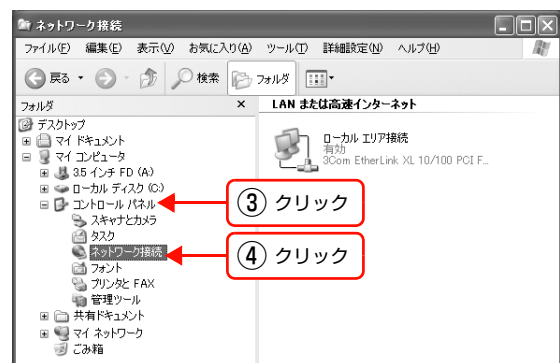 ネットワーク接続
ファイル(F) 編集(E) 表示(V) お気に入り(A) ツール(T) 詳細設定(N) ヘルプ(H)
戻る 検索 フォルダ
フォルダ ×
デスクトップ
マイ ドキュメント
マイ コンピュータ
3.5 インチ FD (A:)
ローカル ディスク (C:)
コントロール パネル
スキャナとカメラ
タスク
ネットワーク接続
フォント
プリンタと FAX
管理ツール
共有ドキュメント
マイ ネットワーク
ごみ箱
LAN または高速インターネット
ローカル エリア接続
有効
3Com EtherLink XL 10/100 PCI F...
③ クリック
④ クリック